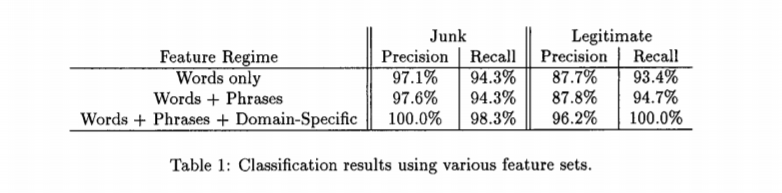 Junk Legitimate
Feature Regime Precision Recall Precision Recall
Words only 97.1% 94.3% 87.7% 93.4%
Words + Phrases 97.6% 94.3% 87.8% 94.7%
Words + Phrases + Domain-Specific 100.0% 98.3% 96.2% 100.0%
Table 1: Classification results using various feature sets.